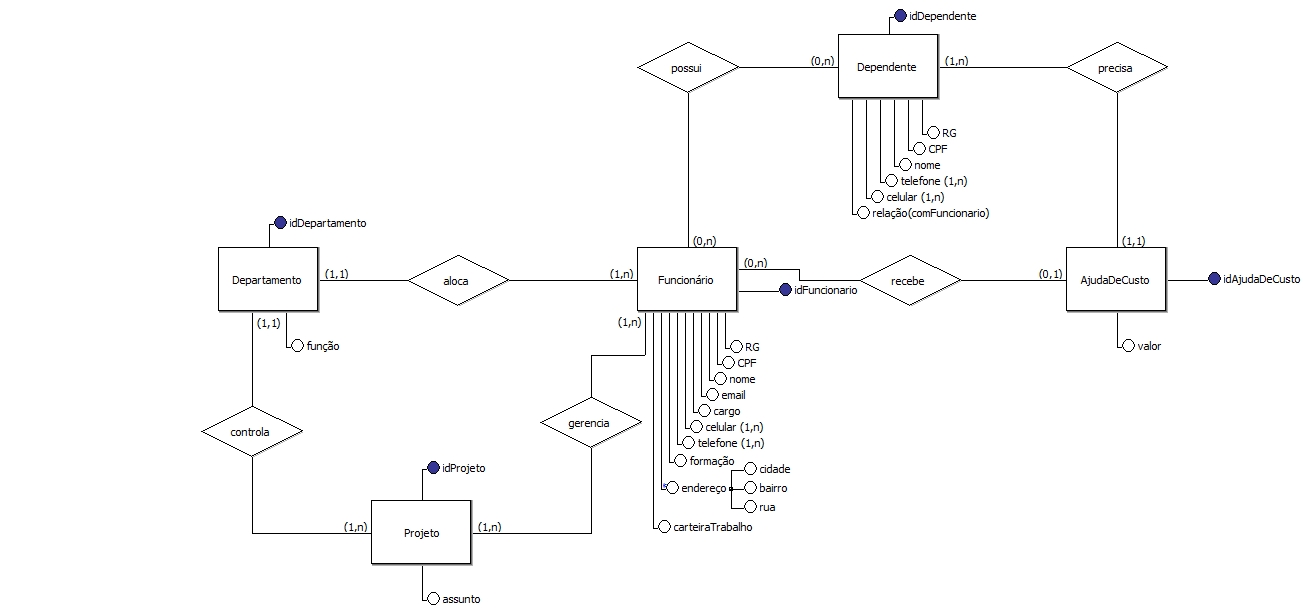 idDependente
possui
(0,n)
Dependente
(1,n)
precisa
RG
CPF
nome
telefone (1,n)
celular (1,n)
relação(comFuncionario)
idDepartamento
(0,n)
(1,1)
Departamento
(1,1)
aloca
(1,n)
Funcionário
(0,n)
idFuncionario
recebe
(0,1)
AjudaDeCusto
idAjudaDeCusto
(1,1)
função
(1,n)
RG
CPF
nome
email
cargo
celular (1,n)
telefone (1,n)
formação
endereço
cidade
bairro
rua
carteiraTrabalho
valor
controla
gerencia
idProjeto
(1,n)
Projeto
(1,n)
assunto